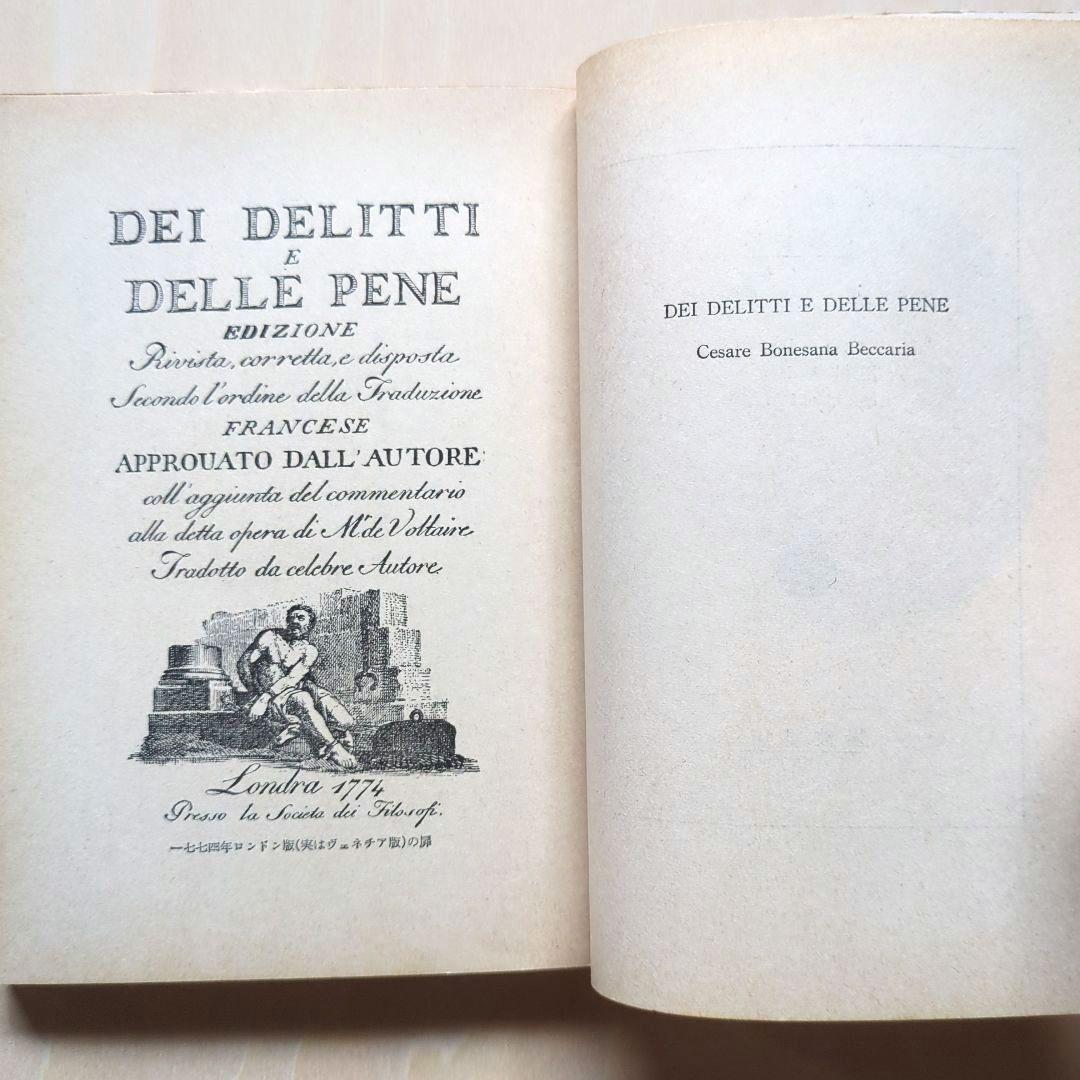 DEI DELITTI
E
DELLE PENE
EDIZIONE
Rivista, corretta, e disposta
Secondo l'ordine della Traduzione
FRANCESE
APPROUATO DALL'AUTORE
coll'aggiunta del commentario
alla detta opera di Mr de Voltaire
Tradotto da celebre Autore.
Londra 1774
Presso la Societa dei Filosofi.
一七七四年ロンドン版(実はヴェネチア版)の扉
DEI DELITTI E DELLE PENE
Cesare Bonesana Beccaria